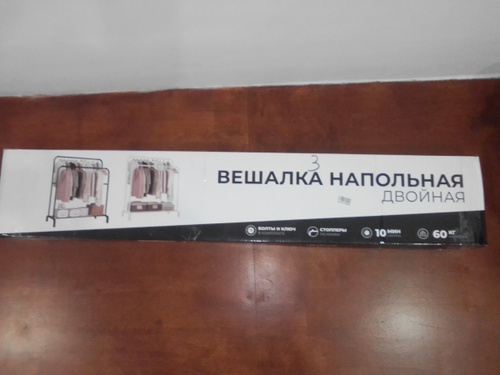 3
ВЕШАЛКА НАПОЛЬНАЯ
ДВОЙНАЯ
БОЛТЫ И КЛЮЧ
СТОППЕРЫ
10 МИН
60 КГ